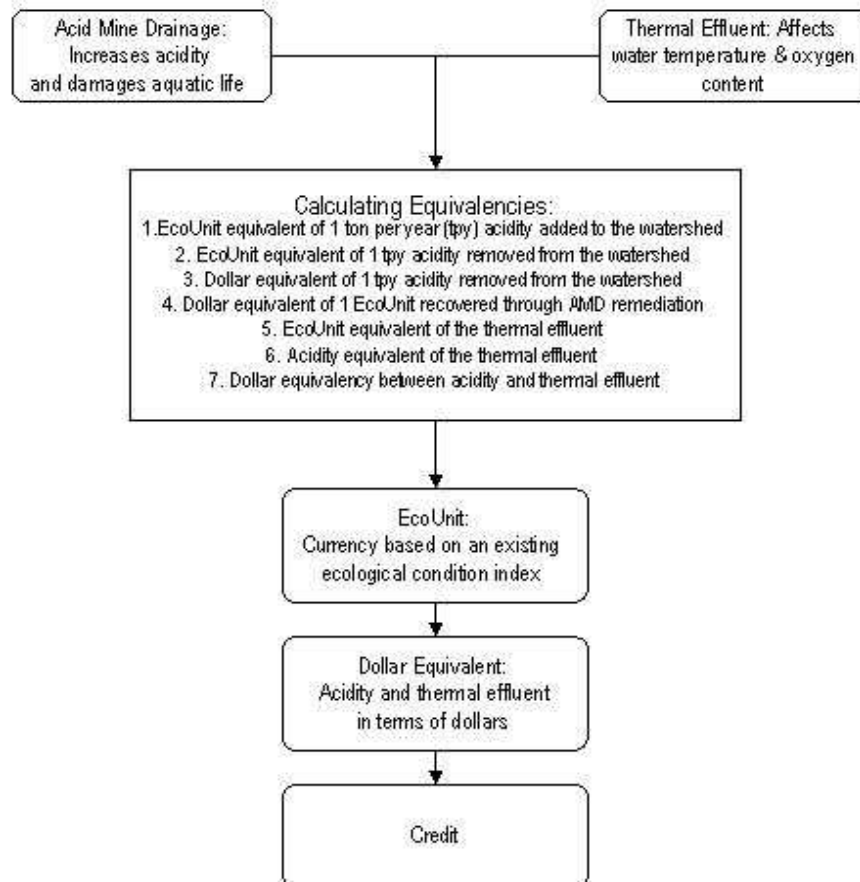 Acid Mine Drainage:
Increases acidity
and damages aquatic life
Thermal Effluent: Affects
water temperature & oxygen
content
Calculating Equivalencies:
1.EcoUnit equivalent of 1 ton per year (tpy) acidity added to the watershed
2. EcoUnit equivalent of 1 tpy acidity removed from the watershed
3. Dollar equivalent of 1 tpy acidity removed from the watershed
4. Dollar equivalent of 1 EcoUnit recovered through AMD remediation
5. EcoUnit equivalent of the thermal effluent
6. Acidity equivalent of the thermal effluent
7. Dollar equivalency between acidity and thermal effluent
EcoUnit:
Currency based on an existing
ecological condition index
Dollar Equivalent:
Acidity and thermal effluent
in terms of dollars
Credit